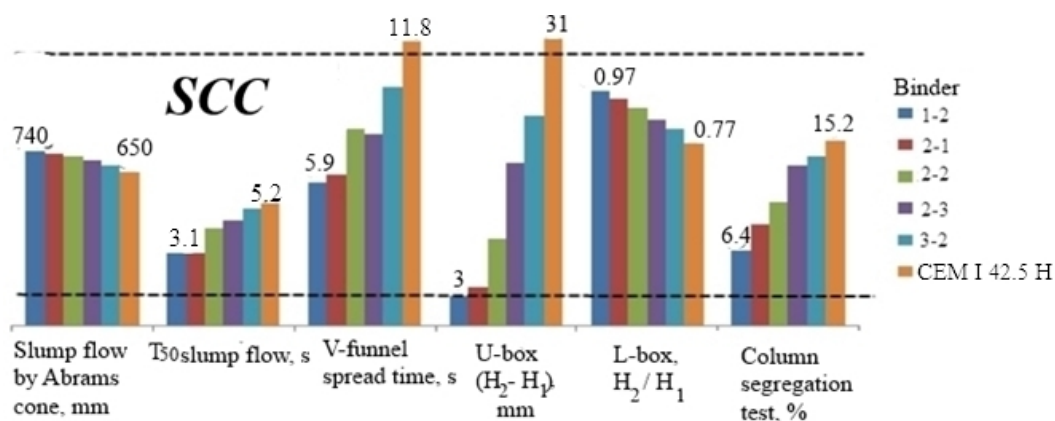 11.8
31
SCC
0.97
Binder
1-2
2-1
2-2
2-3
3-2
CEM I 42.5 H
740
650
0.77
15.2
5.9
5.2
3.1
3
6.4
Slump flow
by Abrams
cone, mm
T50 slump flow, s
V-funnel
spread time, s
U-box
(H2- H1)
mm
L-box,
H2 / H1
Column
segregation
test, %